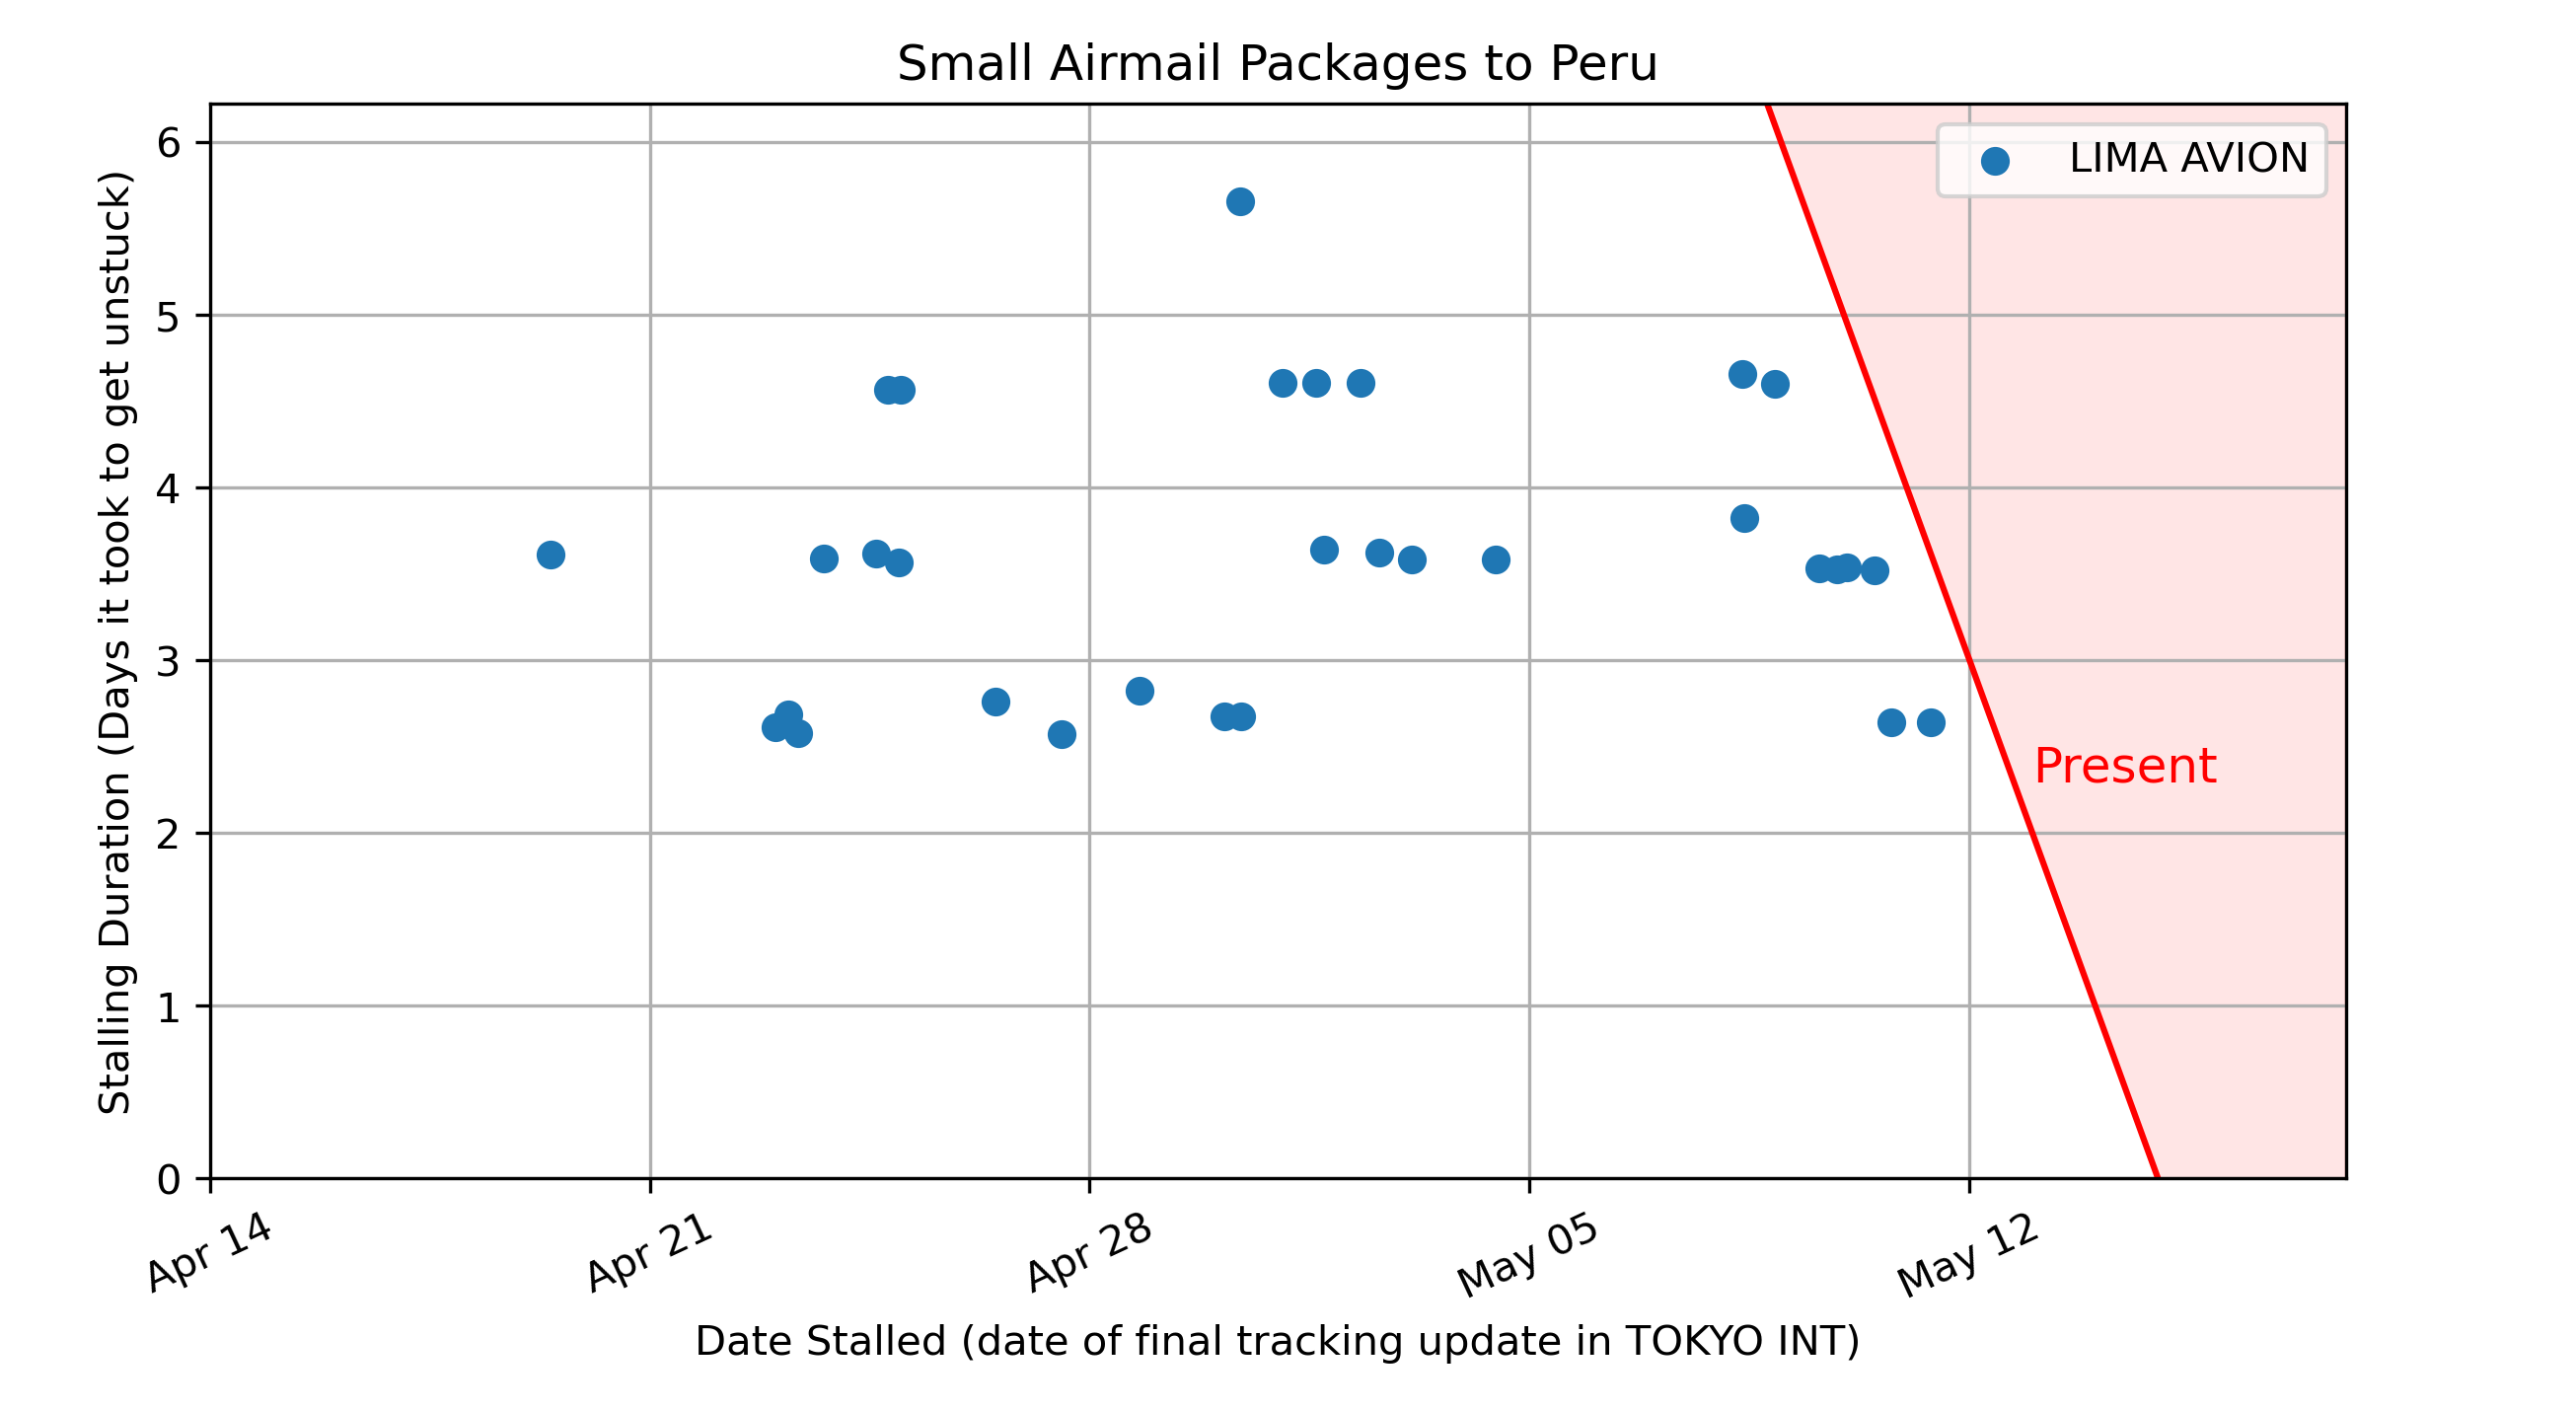 Small Airmail Packages to Peru
LIMA AVION
Stalling Duration (Days it took to get unstuck)
6
5
4
3
2
1
0
Present
Apr 14
Apr 21
Apr 28
May 05
May 12
Date Stalled (date of final tracking update in TOKYO INT)